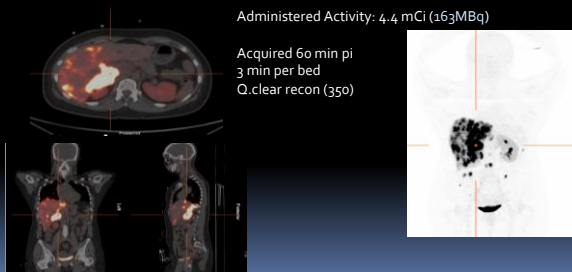 Administered Activity: 4.4 mCi (163MBq)
Acquired 60 min pi
3 min per bed
Q.clear recon (350)